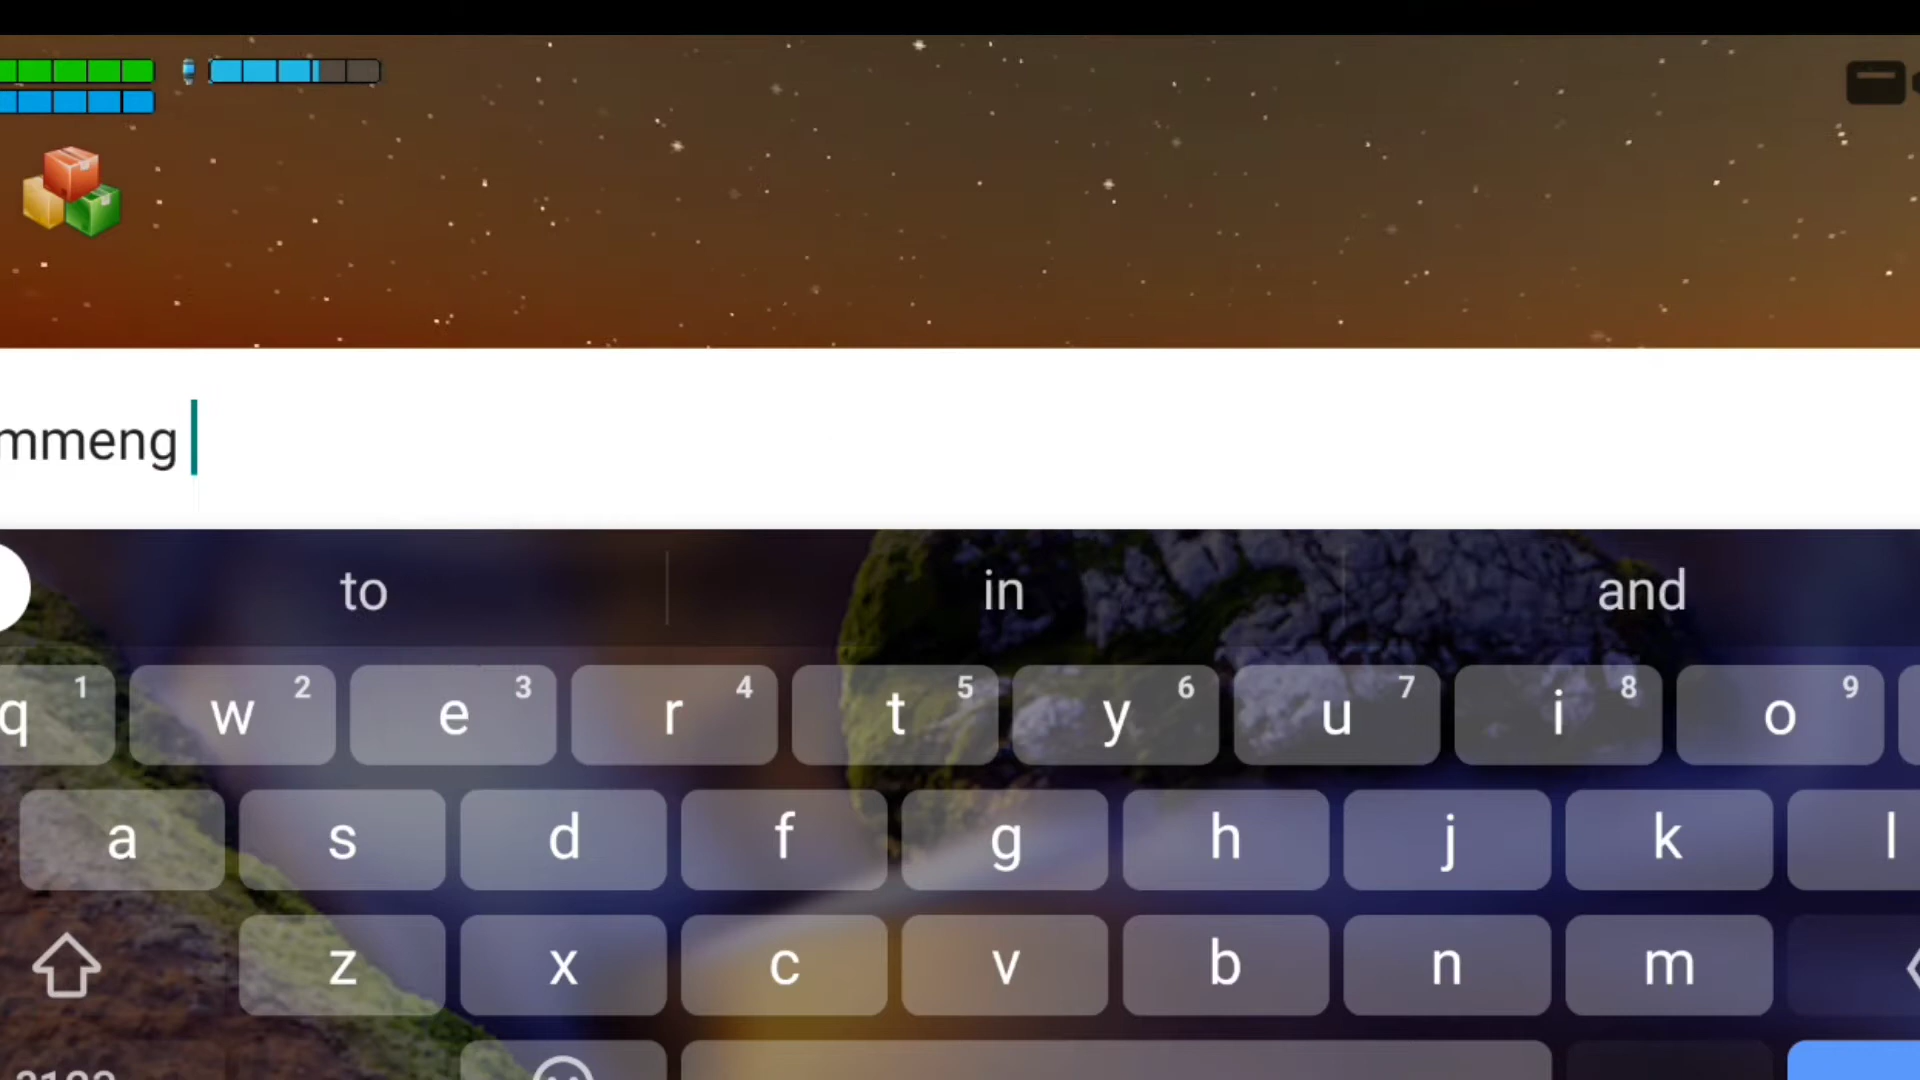 mmeng
to in and
q 1 w 2 e 3 r 4 t 5 y 6 u 7 i 8 o 9
a s d f g h j k l
z x c v b n m